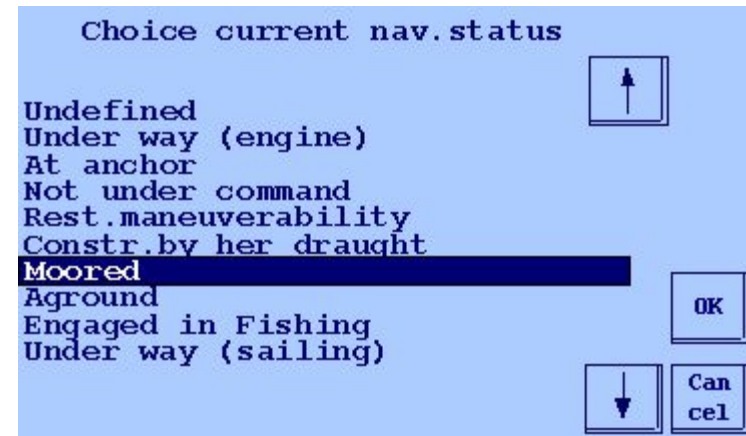 Choice current nav.status
Undefined
Under way (engine)
At anchor
Not under command
Rest.maneuverability
Constr.by her draught
Moored
Aground
Engaged in Fishing
Under way (sailing)
OK
Can
cel